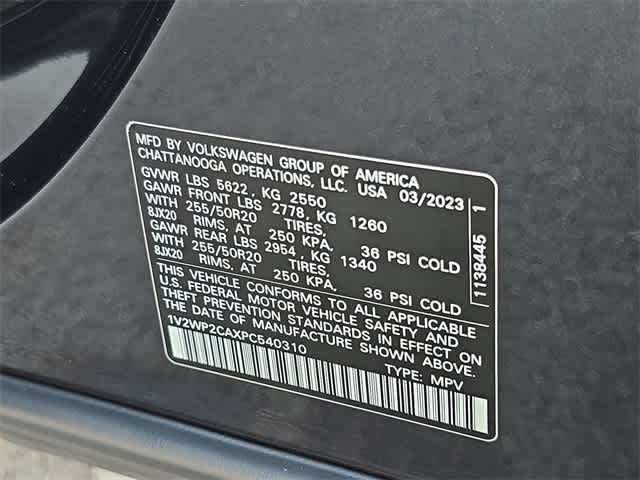 MFD BY VOLKSWAGEN GROUP OF AMERICA
CHATTANOOGA OPERATIONS, LLC. USA 03/2023
GVWR LBS 5622, KG 2550
GAWR FRONT LBS 2778, KG 1260
WITH 255/50R20 TIRES,
8JX20 RIMS, AT 250 KPA, 36 PSI COLD
GAWR REAR LBS 2954, KG 1340
WITH 255/50R20 TIRES,
8JX20 RIMS, AT 250 KPA, 36 PSI COLD
THIS VEHICLE CONFORMS TO ALL APPLICABLE
U.S. FEDERAL MOTOR VEHICLE SAFETY AND
THEFT PREVENTION STANDARDS IN EFFECT ON
THE DATE OF MANUFACTURE SHOWN ABOVE.
1V2WP2CAXPC540310
TYPE: MPV
1138445 1